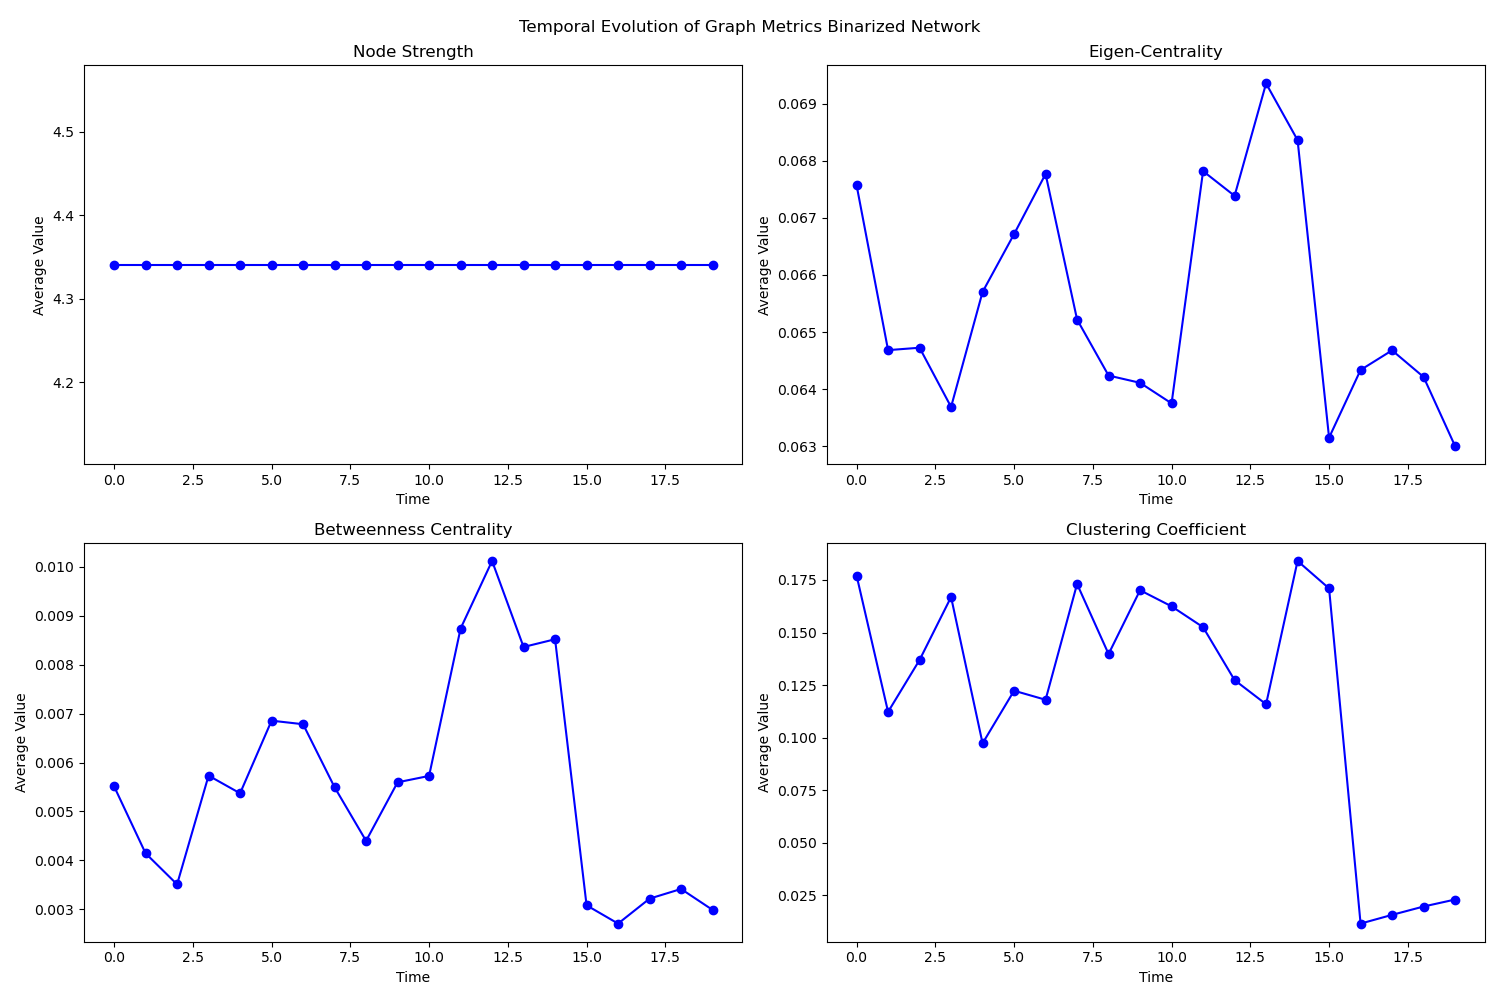 Temporal Evolution of Graph Metrics Binarized Network
Node Strength
Average Value
4.5
4.4
4.3
4.2
0.0 2.5 5.0 7.5 10.0 12.5 15.0 17.5
Time
Eigen-Centrality
Average Value
0.069
0.068
0.067
0.066
0.065
0.064
0.063
0.0 2.5 5.0 7.5 10.0 12.5 15.0 17.5
Time
Betweenness Centrality
Average Value
0.010
0.009
0.008
0.007
0.006
0.005
0.004
0.003
0.0 2.5 5.0 7.5 10.0 12.5 15.0 17.5
Time
Clustering Coefficient
Average Value
0.175
0.150
0.125
0.100
0.075
0.050
0.025
0.0 2.5 5.0 7.5 10.0 12.5 15.0 17.5
Time